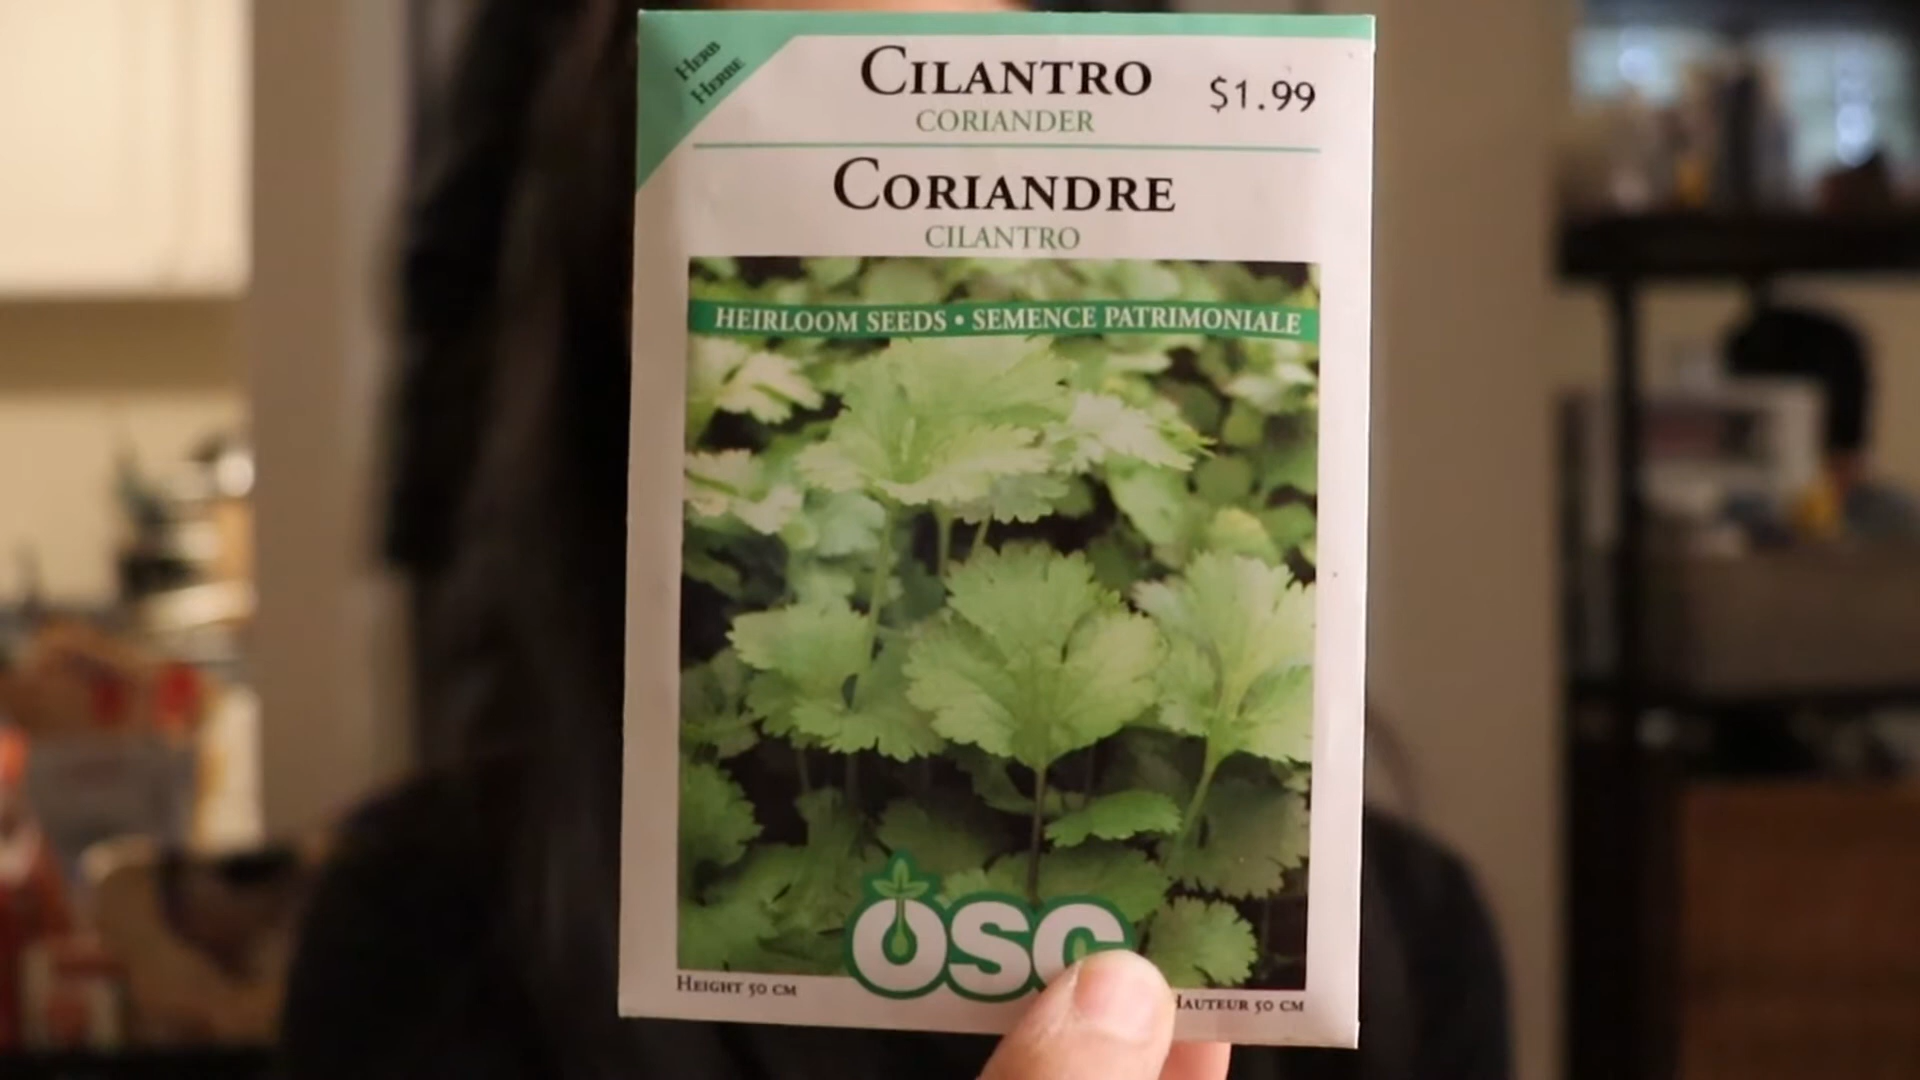 HERB
HERBE
CILANTRO
$1.99
CORIANDER
CORIANDRE
CILANTRO
HEIRLOOM SEEDS • SEMENCE PATRIMONIALE
OSC
HEIGHT 50 CM
HAUTEUR 50 CM